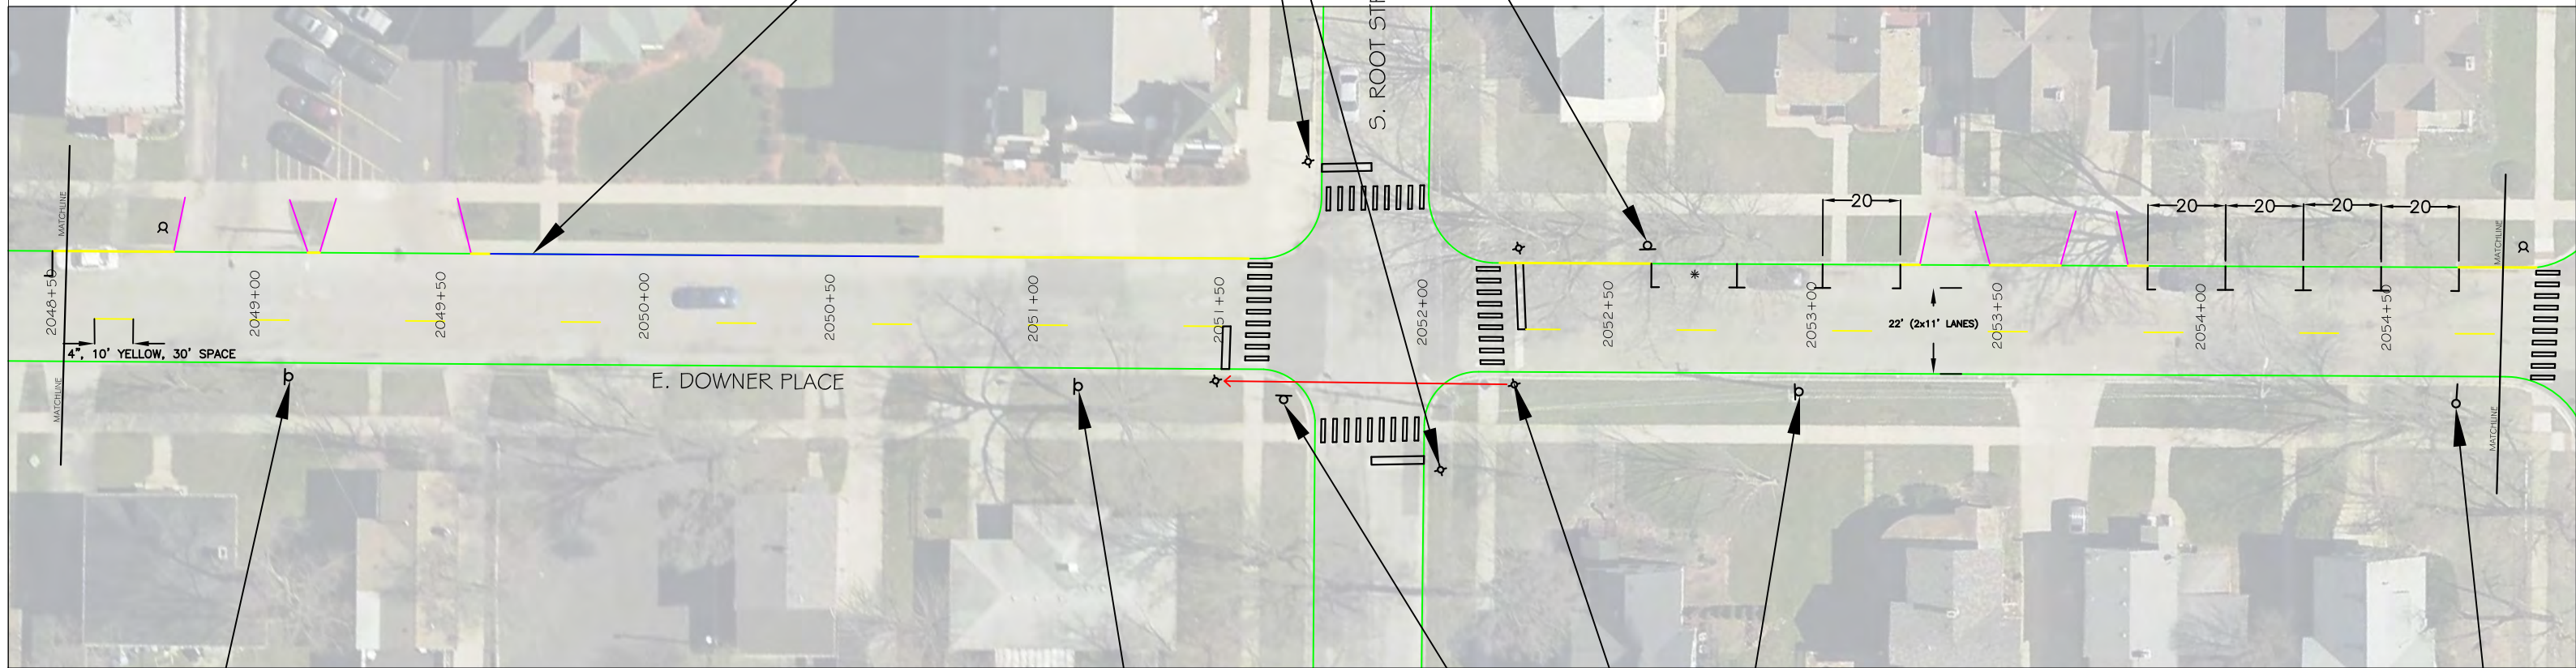 S. ROOT
MATCHLINE
MATCHLINE
20
20
20
20
20
2048+50
2049+00
2049+50
2050+00
2050+50
2051+00
2051+50
2052+00
2052+50
2053+00
2053+50
2054+00
2054+50
22' (2x11' LANES)
*
4", 10' YELLOW, 30' SPACE
E. DOWNER PLACE
MATCHLINE
MATCHLINE